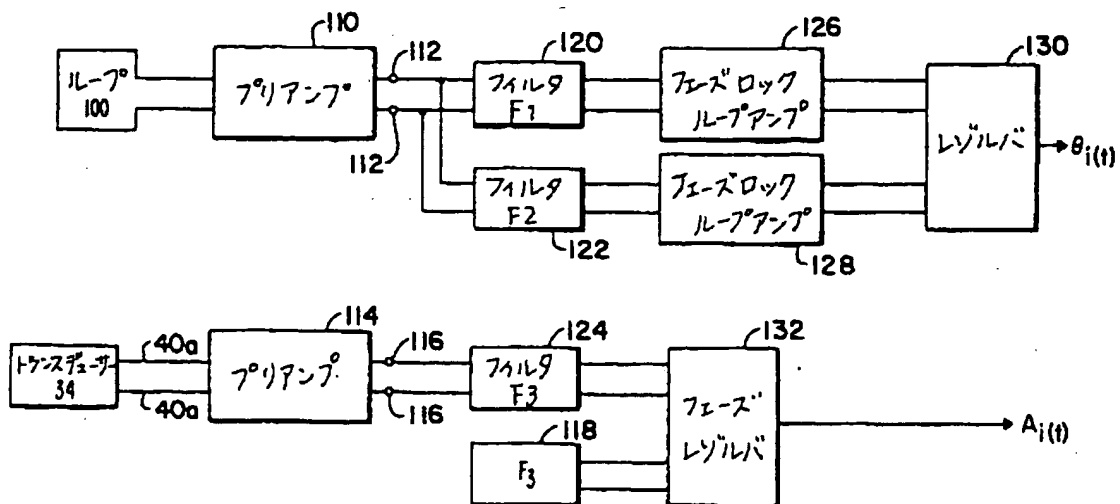 110
112
120
126
130
ループ
100
プリアンプ
フィルタ
F1
フェーズロック
ループアンプ
レゾルバ
θi(t)
112
フィルタ
F2
122
フェーズロック
ループアンプ
128
114
116
124
132
トランスデューサー
34
40a
40a
プリアンプ
116
フィルタ
F3
118
F3
フェーズ
レゾルバ
Ai(t)